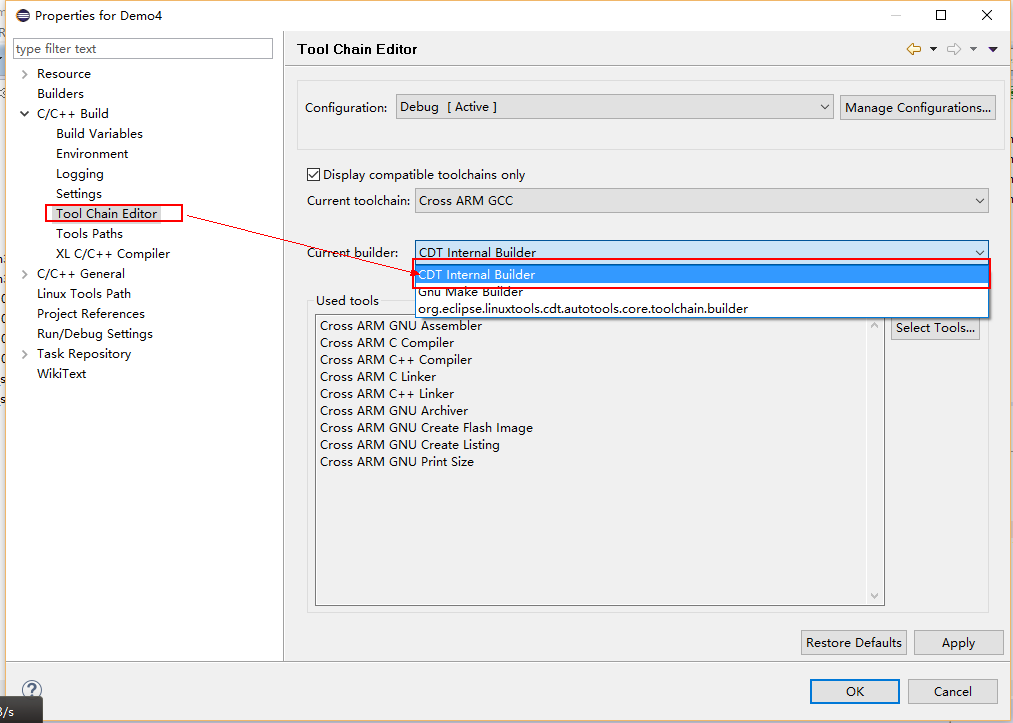 Properties for Demo4
type filter text
Resource
Builders
C/C++ Build
Build Variables
Environment
Logging
Settings
Tool Chain Editor
Tools Paths
XL C/C++ Compiler
C/C++ General
Linux Tools Path
Project References
Run/Debug Settings
Task Repository
WikiText
Tool Chain Editor
Configuration: Debug [ Active ] Manage Configurations...
Display compatible toolchains only
Current toolchain: Cross ARM GCC
Current builder: CDT Internal Builder
CDT Internal Builder
Gnu Make Builder
org.eclipse.linuxtools.cdt.autotools.core.toolchain.builder
Used tools
Cross ARM GNU Assembler
Cross ARM C Compiler
Cross ARM C++ Compiler
Cross ARM C Linker
Cross ARM C++ Linker
Cross ARM GNU Archiver
Cross ARM GNU Create Flash Image
Cross ARM GNU Create Listing
Cross ARM GNU Print Size
Select Tools...
Restore Defaults Apply
?
OK Cancel